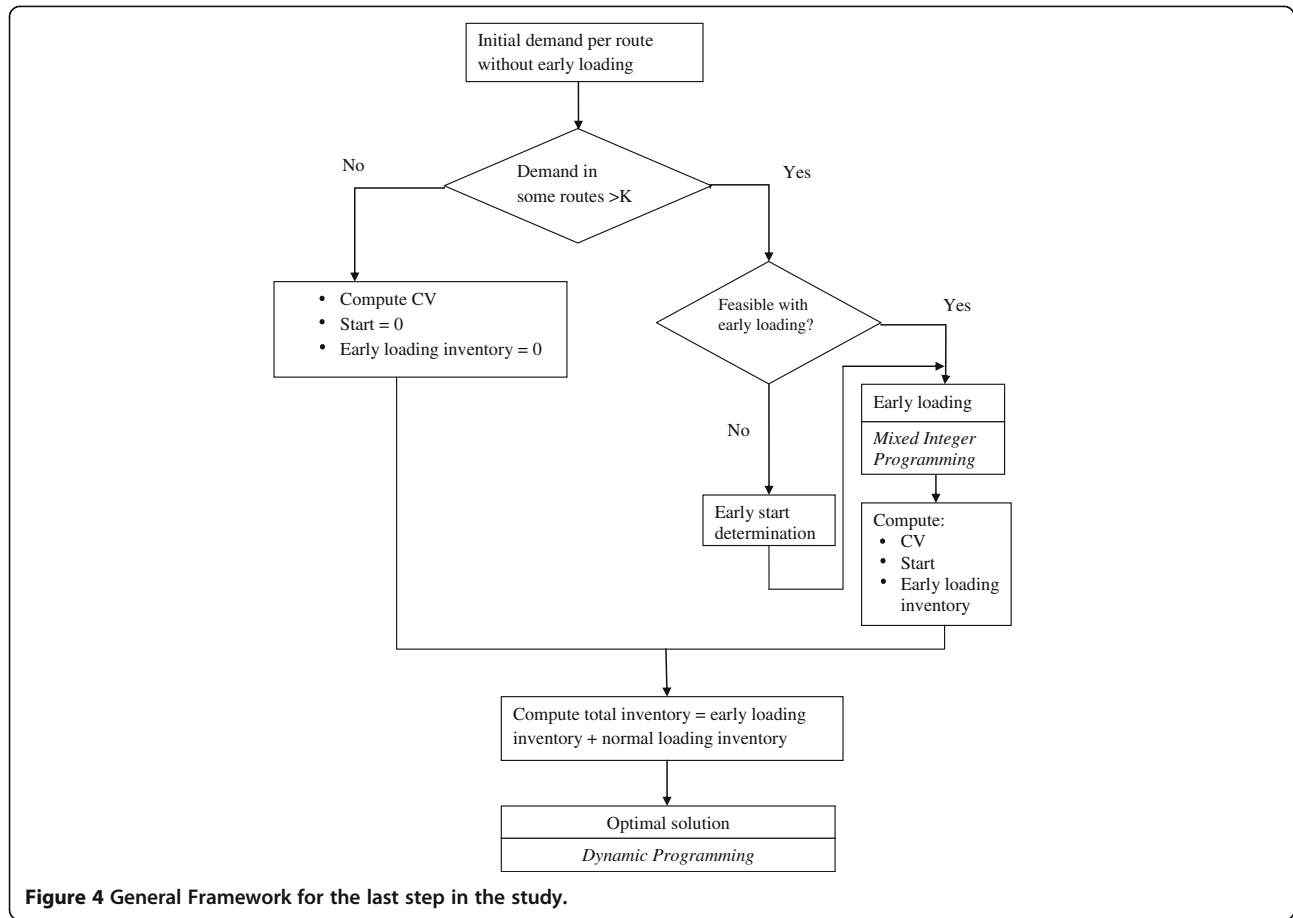 Initial demand per route
without early loading
No
Demand in
some routes >K
Yes
• Compute CV
• Start = 0
• Early loading inventory = 0
Feasible with
early loading?
Yes
No
Early loading
Mixed Integer
Programming
Early start
determination
Compute:
• CV
• Start
• Early loading
inventory
Compute total inventory = early loading
inventory + normal loading inventory
Optimal solution
Dynamic Programming
Figure 4 General Framework for the last step in the study.